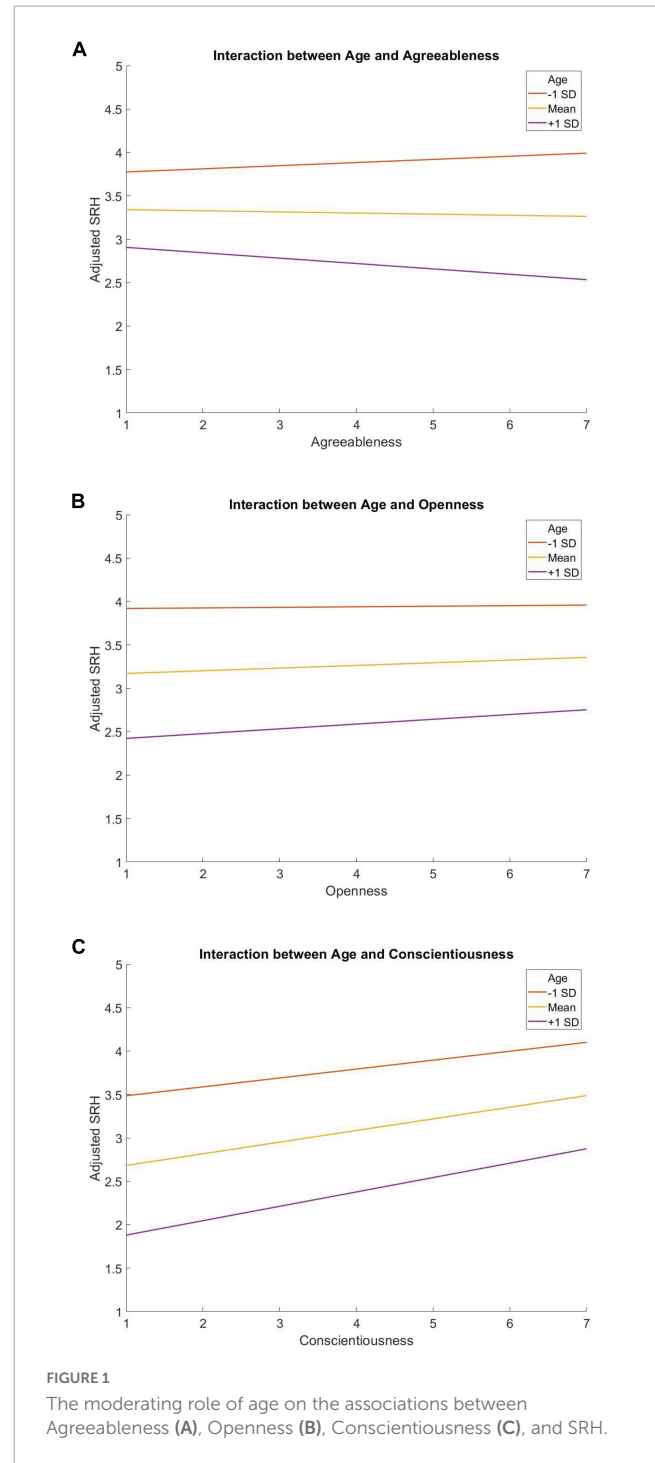 A
Interaction between Age and Agreeableness
5
4.5
4
3.5
3
2.5
2
1.5
1
Adjusted SRH
Age
-1 SD
Mean
+1 SD
1 2 3 4 5 6 7
Agreeableness
B
Interaction between Age and Openness
5
4.5
4
3.5
3
2.5
2
1.5
1
Adjusted SRH
Age
-1 SD
Mean
+1 SD
1 2 3 4 5 6 7
Openness
C
Interaction between Age and Conscientiousness
5
4.5
4
3.5
3
2.5
2
1.5
1
Adjusted SRH
Age
-1 SD
Mean
+1 SD
1 2 3 4 5 6 7
Conscientiousness
FIGURE 1
The moderating role of age on the associations between
Agreeableness (A), Openness (B), Conscientiousness (C), and SRH.